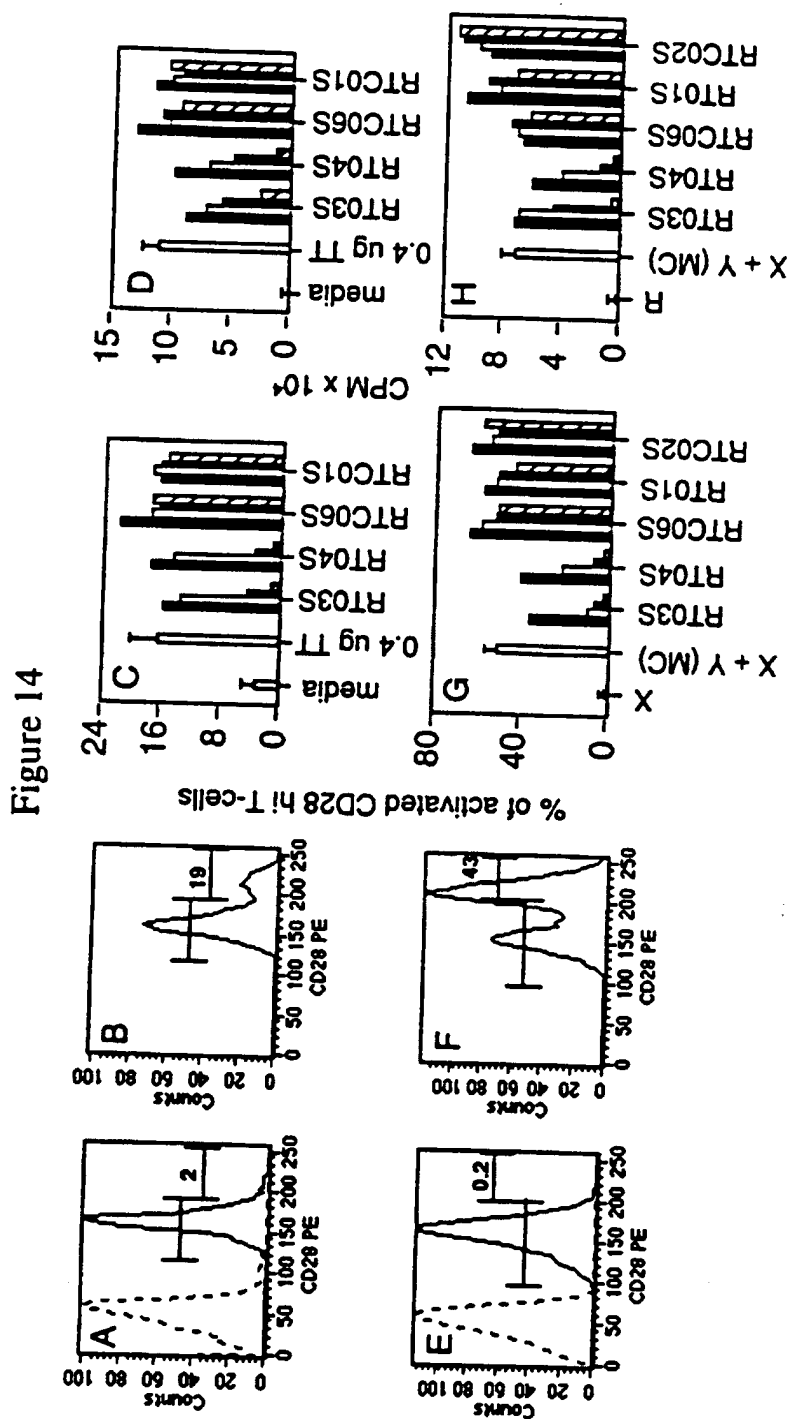 Figure 14
A
Counts
100
80
60
40
20
0
2
0 50 100 150 200 250
CD28 PE
B
Counts
100
80
60
40
20
0
19
0 50 100 150 200 250
CD28 PE
% of activated CD28 hi T-cells
C
24
16
8
0
media
0.4 ug TT
RT03S
RT04S
RTC06S
RTC01S
CPM x 10⁴
D
15
10
5
0
media
0.4 ug TT
RT03S
RT04S
RTC06S
RTC01S
E
Counts
100
80
60
40
20
0
0.2
0 50 100 150 200 250
CD28 PE
F
Counts
100
80
60
40
20
0
43
0 50 100 150 200 250
CD28 PE
G
80
40
0
X
X + Y (MC)
RT03S
RT04S
RTC06S
RT01S
RTC02S
H
12
8
4
0
R
X + Y (MC)
RT03S
RT04S
RTC06S
RT01S
RTC02S